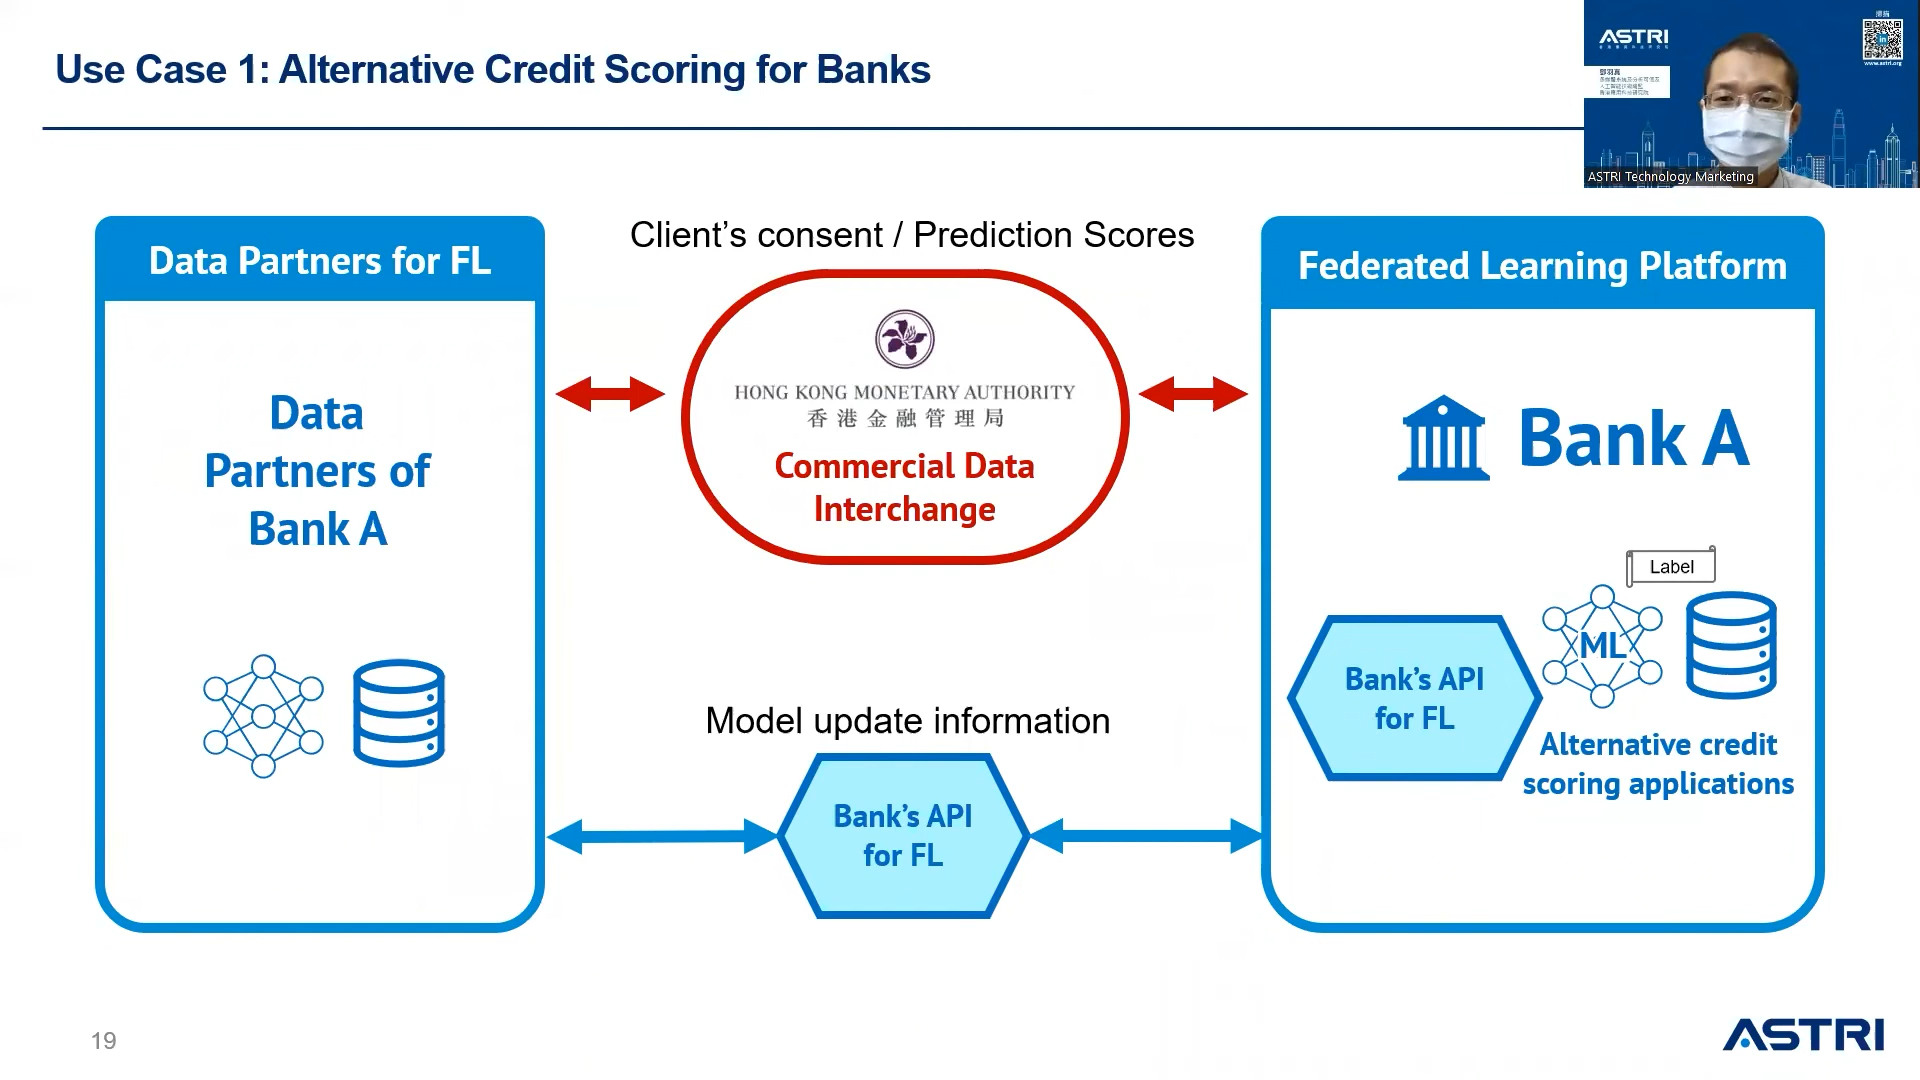 Use Case 1: Alternative Credit Scoring for Banks
ASTRI
www.astri.org
ASTRI Technology Marketing
Client’s consent / Prediction Scores
Data Partners for FL
Federated Learning Platform
HONG KONG MONETARY AUTHORITY
香港金融管理局
Commercial Data
Interchange
Data
Partners of
Bank A
Bank A
Label
ML
Bank’s API
for FL
Alternative credit
scoring applications
Model update information
Bank’s API
for FL
19
ASTRI